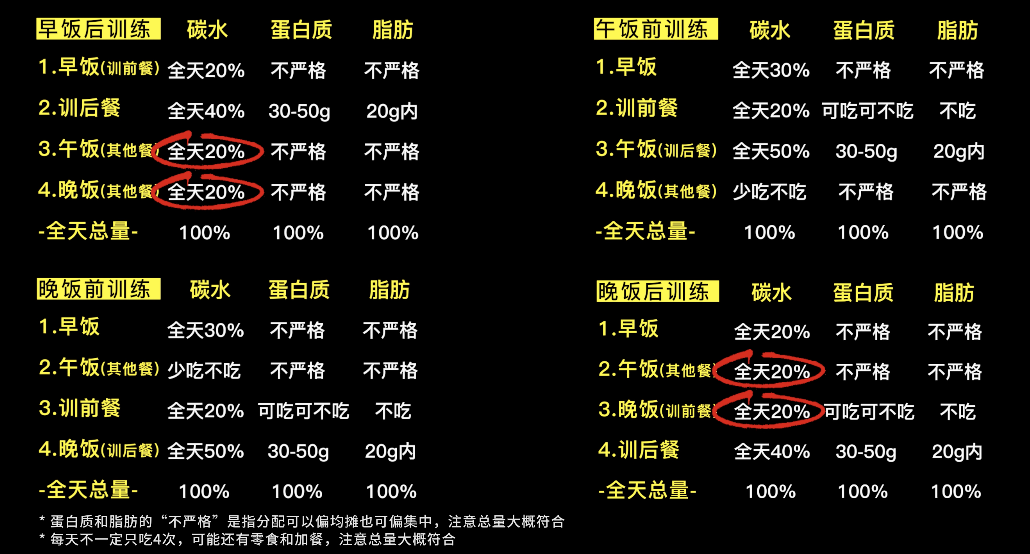 早饭后训练 碳水 蛋白质 脂肪
1.早饭(训前餐) 全天20% 不严格 不严格
2.训后餐 全天40% 30-50g 20g内
3.午饭(其他餐) 全天20% 不严格 不严格
4.晚饭(其他餐) 全天20% 不严格 不严格
-全天总量- 100% 100% 100%
午饭前训练 碳水 蛋白质 脂肪
1.早饭 全天30% 不严格 不严格
2.训前餐 全天20% 可吃可不吃 不吃
3.午饭(训后餐) 全天50% 30-50g 20g内
4.晚饭(其他餐) 少吃不吃 不严格 不严格
-全天总量- 100% 100% 100%
晚饭前训练 碳水 蛋白质 脂肪
1.早饭 全天30% 不严格 不严格
2.午饭(其他餐) 少吃不吃 不严格 不严格
3.训前餐 全天20% 可吃可不吃 不吃
4.晚饭(训后餐) 全天50% 30-50g 20g内
-全天总量- 100% 100% 100%
晚饭后训练 碳水 蛋白质 脂肪
1.早饭 全天20% 不严格 不严格
2.午饭(其他餐) 全天20% 不严格 不严格
3.晚饭(训前餐) 全天20% 可吃可不吃 不吃
4.训后餐 全天40% 30-50g 20g内
-全天总量- 100% 100% 100%
* 蛋白质和脂肪的“不严格”是指分配可以偏均摊也可偏集中，注意总量大概符合
* 每天不一定只吃4次，可能还有零食和加餐，注意总量大概符合